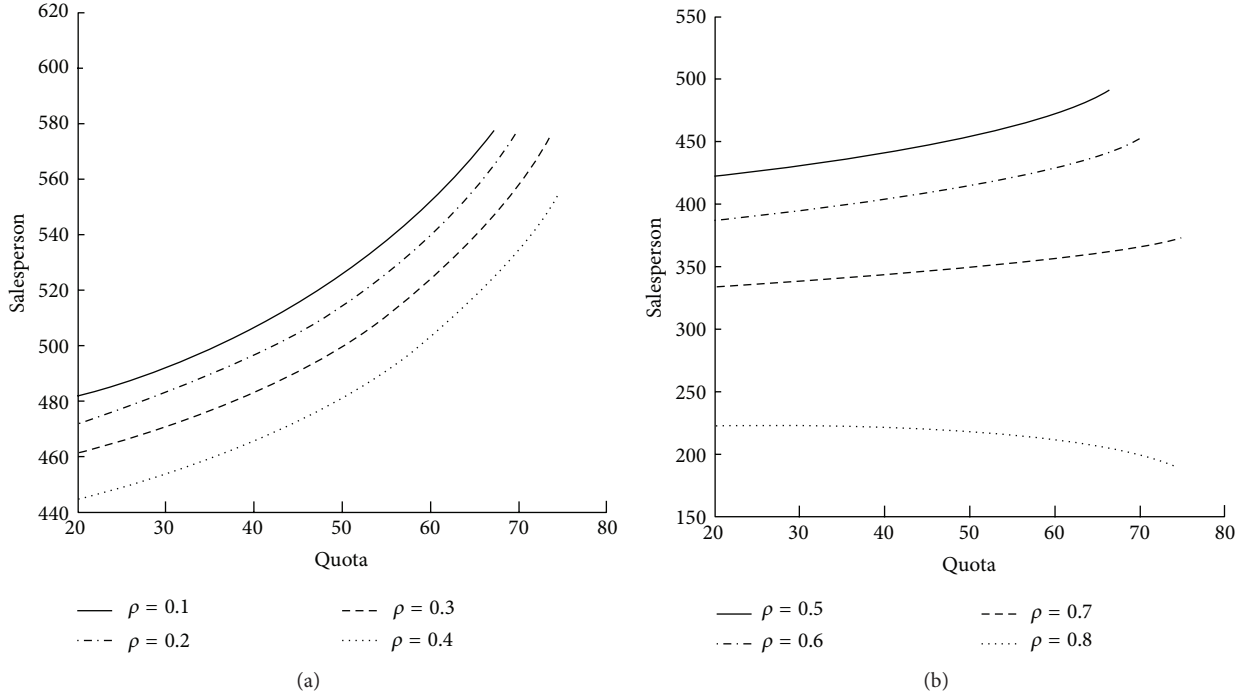 620
600
580
560
540
520
500
480
460
440
Salesperson
20 30 40 50 60 70 80
Quota
ρ = 0.1
ρ = 0.2
ρ = 0.3
ρ = 0.4
(a)
550
500
450
400
350
300
250
200
150
Salesperson
20 30 40 50 60 70 80
Quota
ρ = 0.5
ρ = 0.6
ρ = 0.7
ρ = 0.8
(b)